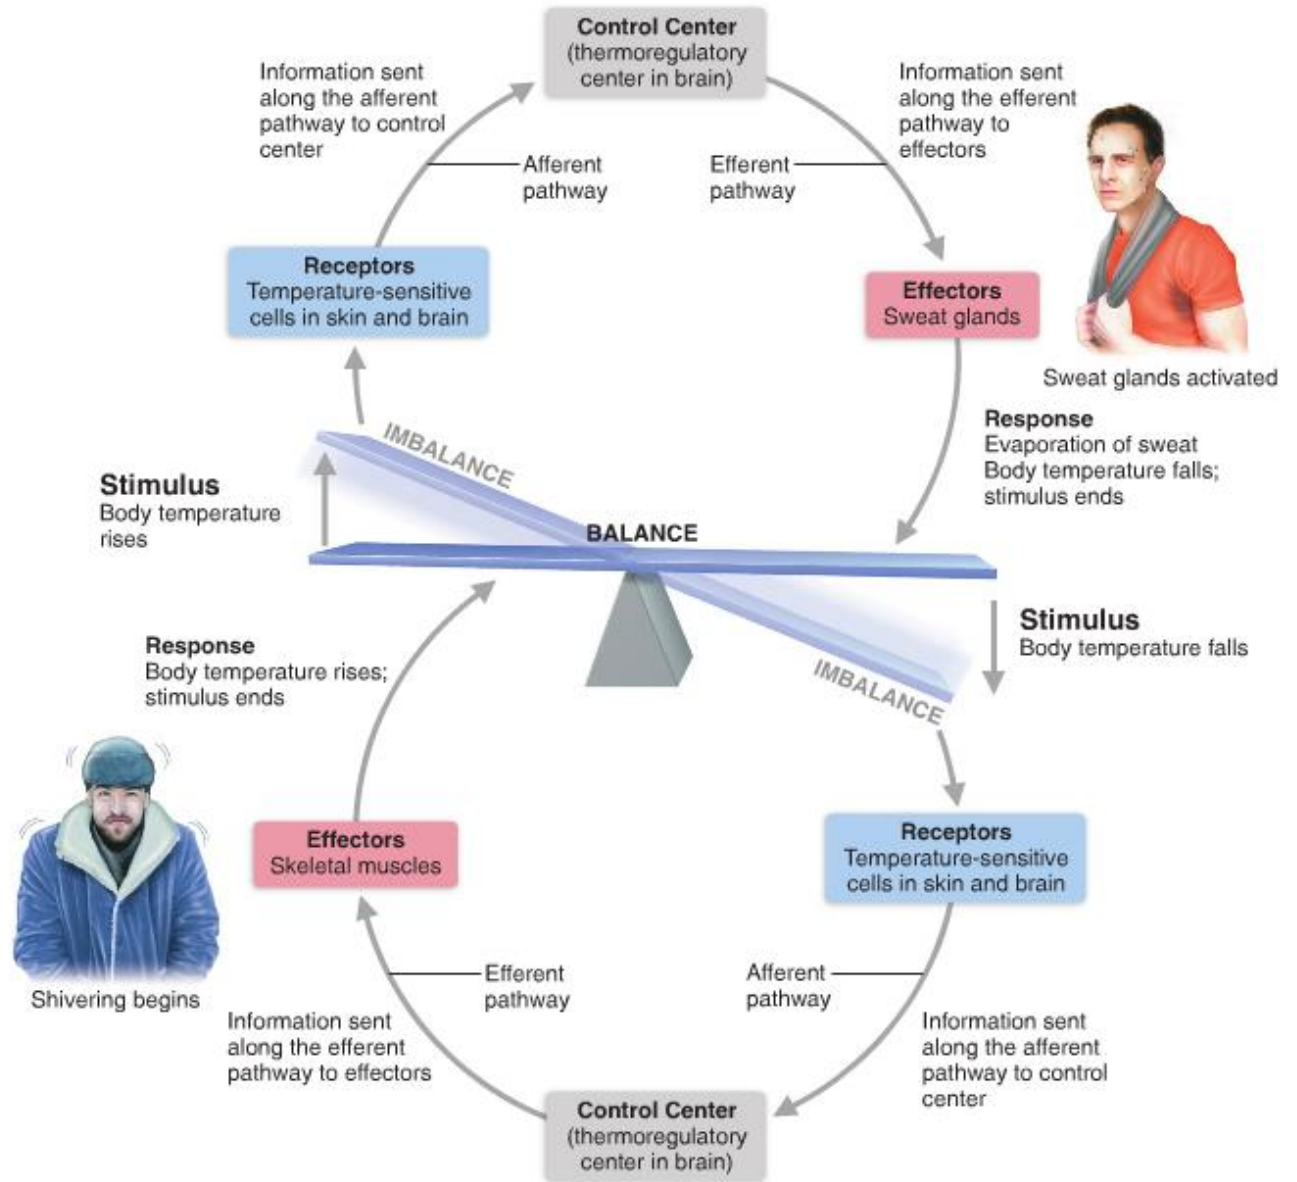 Control Center
(thermoregulatory
center in brain)
Information sent
along the afferent
pathway to control
center
Afferent
pathway
Efferent
pathway
Information sent
along the efferent
pathway to
effectors
Receptors
Temperature-sensitive
cells in skin and brain
Effectors
Sweat glands
Sweat glands activated
Response
Evaporation of sweat
Body temperature falls;
stimulus ends
IMBALANCE
Stimulus
Body temperature
rises
BALANCE
Stimulus
Body temperature falls
IMBALANCE
Response
Body temperature rises;
stimulus ends
Effectors
Skeletal muscles
Shivering begins
Receptors
Temperature-sensitive
cells in skin and brain
Efferent
pathway
Afferent
pathway
Information sent
along the efferent
pathway to effectors
Information sent
along the afferent
pathway to control
center
Control Center
(thermoregulatory
center in brain)